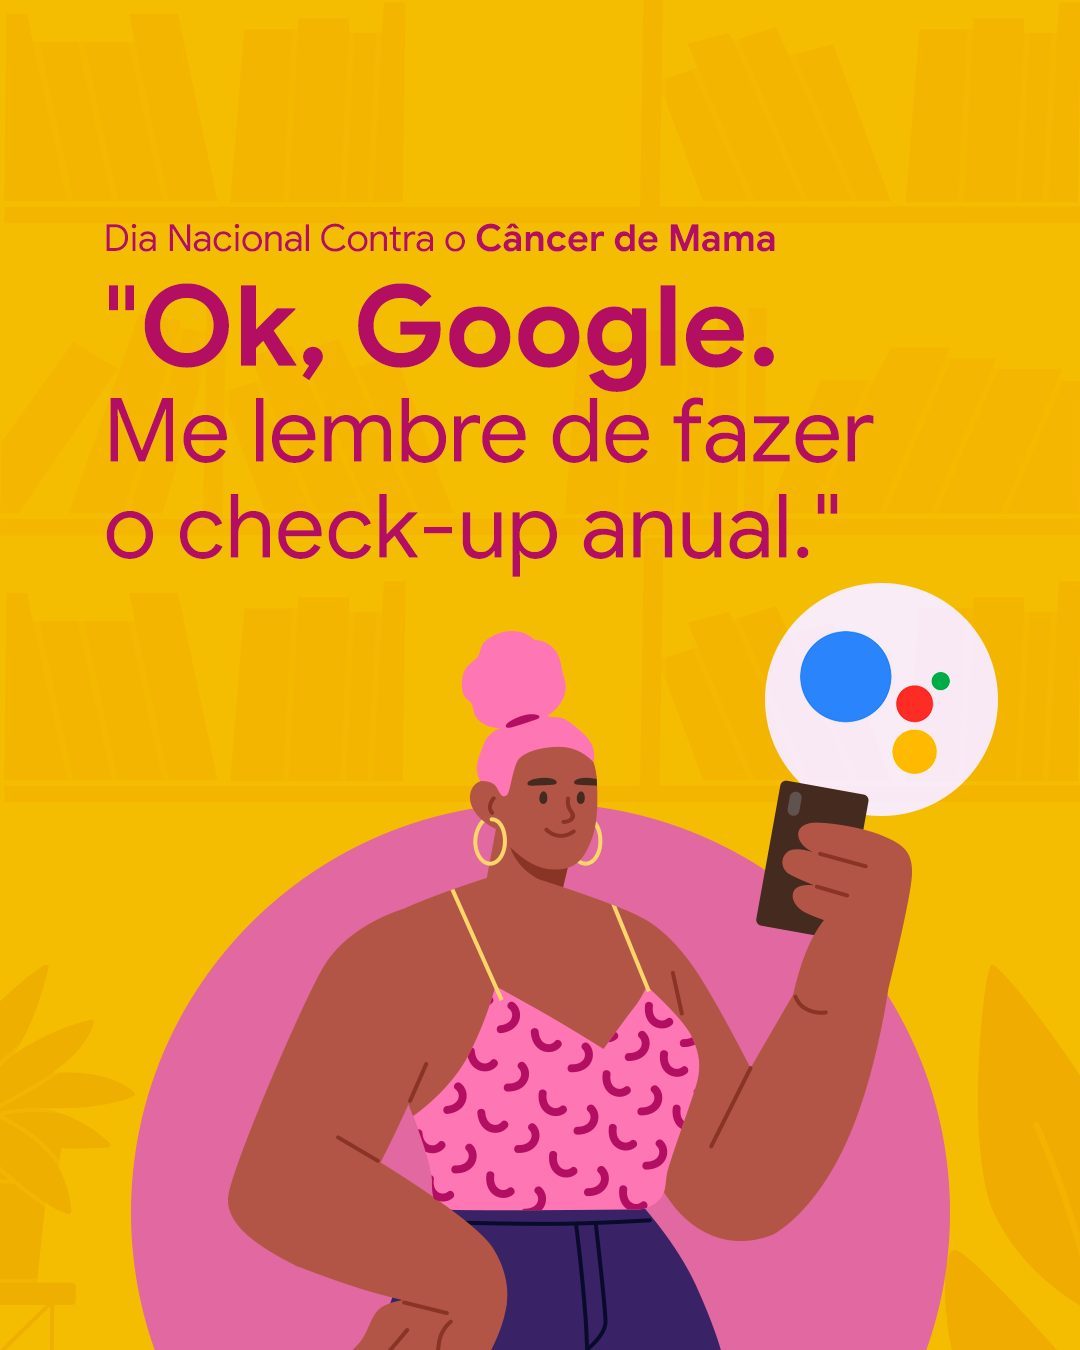 Dia Nacional Contra o Câncer de Mama
"Ok, Google.
Me lembre de fazer
o check-up anual."